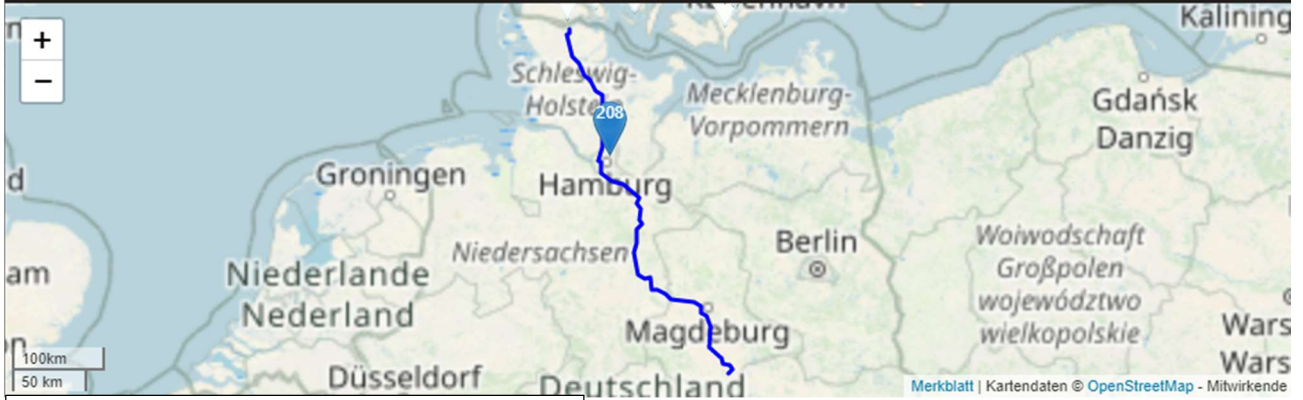 +
−
Schleswig-
Holste
208
Hamburg
Mecklenburg-
Vorpommern
Gdańsk
Danzig
Groningen
Niedersachsen
Berlin
Woiwodschaft
Großpolen
województwo
wielkopolskie
Niederlande
Nederland
Magdeburg
Düsseldorf
Deutschland
Kalining
d
am
Wars
Wars
100km
50 km
Merkblatt | Kartendaten © OpenStreetMap - Mitwirkende